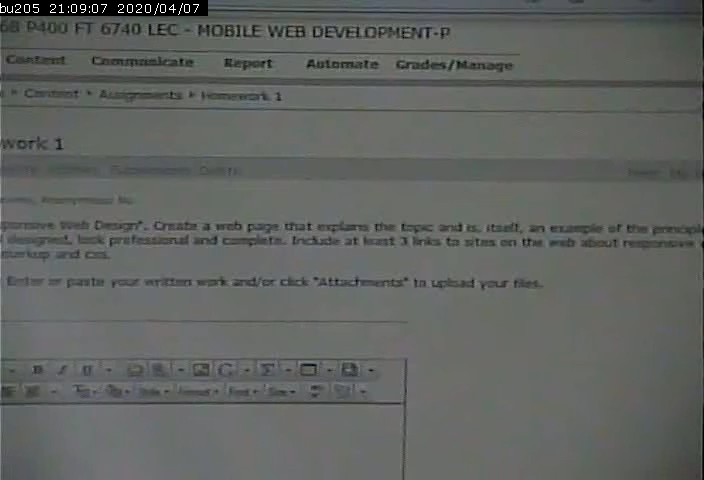 bu205 21:09:07 2020/04/07
68 P400 FT 6740 LEC - MOBILE WEB DEVELOPMENT-P
Content Communicate Report Automate Grades/Manage
Content Assignments Homework 1
work 1
ponsive Web Design". Create a web page that explains the topic and is, itself, an example of the principl
designed, look professional and complete. Include at least 3 links to sites on the web about responsive
markup and css.
Enter or paste your written work and/or click "Attachments" to upload your files.
B I U